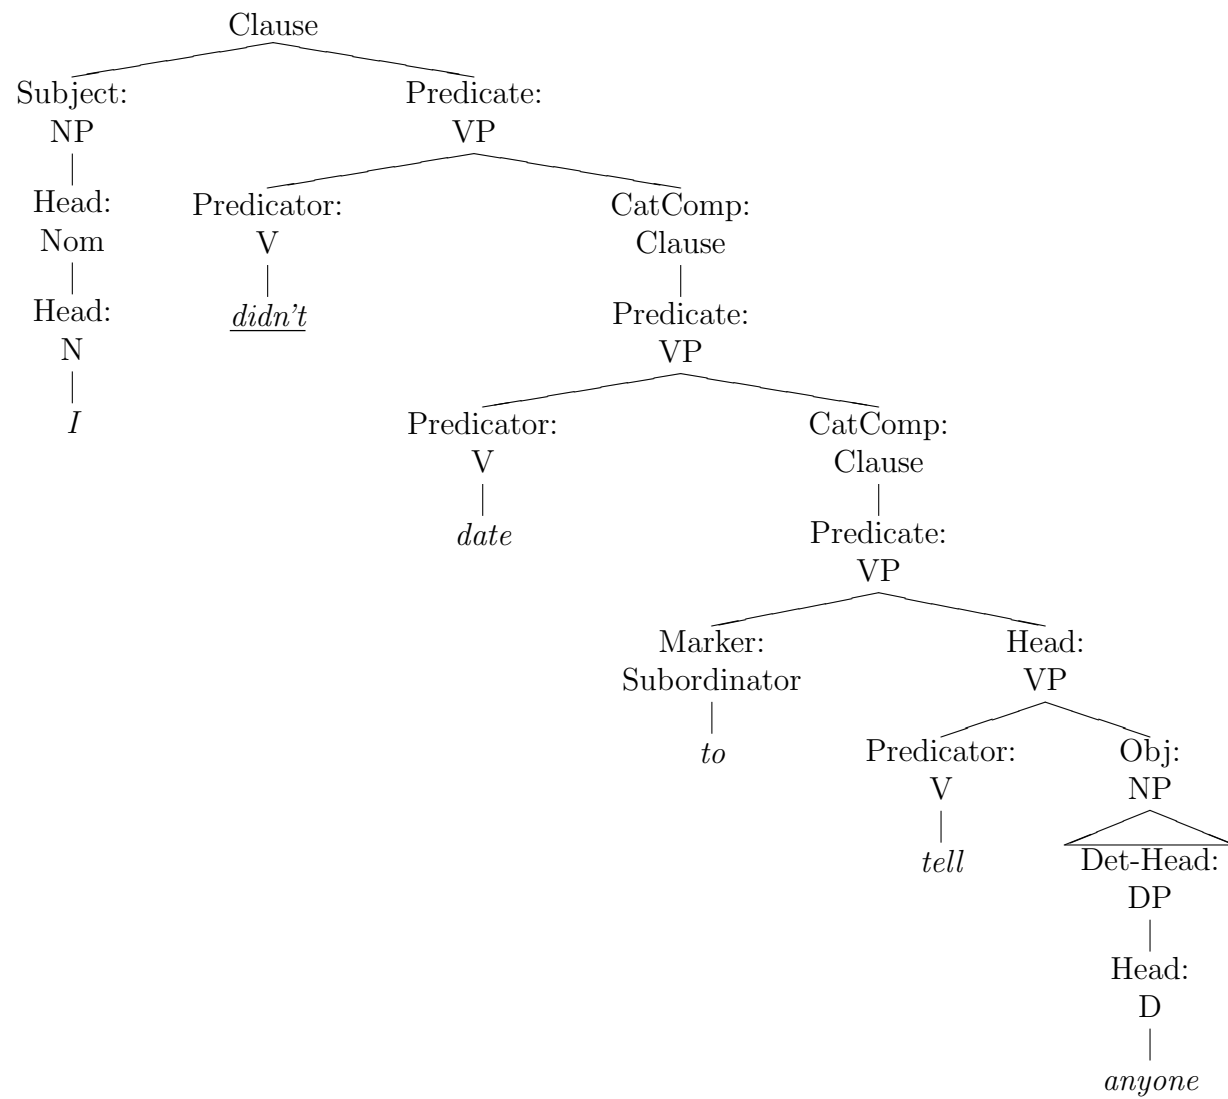 Clause
Subject: Predicate:
NP VP
Head: Predicator: CatComp:
Nom V Clause
Head: didn't Predicate:
N VP
I Predicator: CatComp:
V Clause
date Predicate:
VP
Marker: Head:
Subordinator VP
to Predicator: Obj:
V NP
tell Det-Head:
DP
Head:
D
anyone